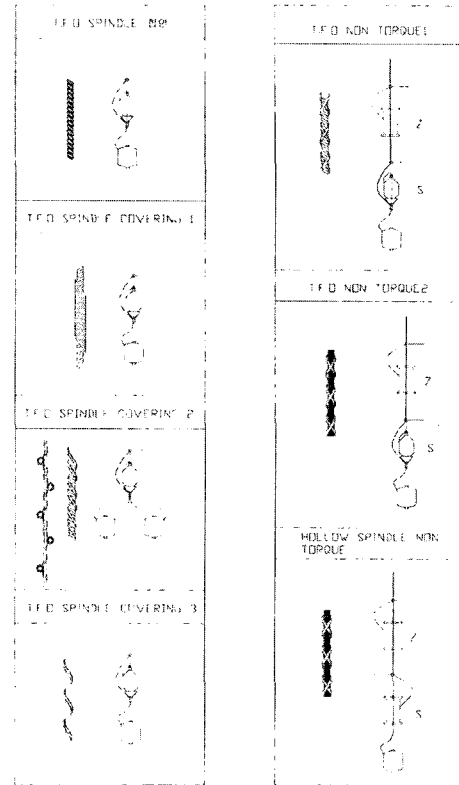 T.F.O SPINDLE
T.F.O SPINDLE COVERING 1
T.F.O SPINDLE COVERING 2
T.F.O SPINDLE COVERING 3
T.F.O NON TORQUE1
Z
S
T.F.O NON TORQUE2
Z
S
HOLLOW SPINDLE NON
TORQUE
Z
S